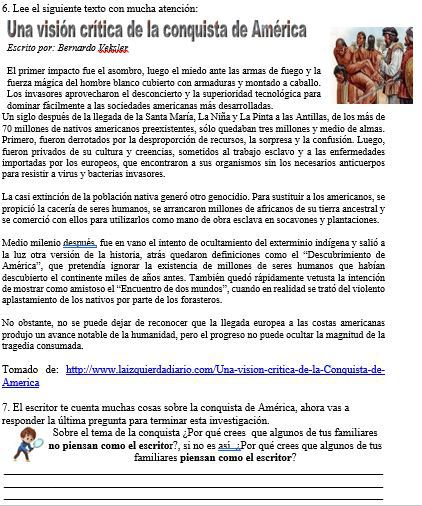 6. Lee el siguiente texto con mucha atención:
Una visión crítica de la conquista de América
Escrito por: Bernardo Veksler
El primer impacto fue el asombro, luego el miedo ante las armas de fuego y la
fuerza mágica del hombre blanco cubierto con armaduras y montado a caballo.
Los invasores aprovecharon el desconcierto y la superioridad tecnológica para
dominar fácilmente a las sociedades americanas más desarrolladas.
Un siglo después de la llegada de la Santa María, La Niña y La Pinta a las Antillas, de los más de
70 millones de nativos americanos preexistentes, sólo quedaban tres millones y medio de almas.
Primero, fueron derrotados por la desproporción de recursos, la sorpresa y la confusión. Luego,
fueron privados de su cultura y creencias, sometidos al trabajo esclavo y a las enfermedades
importadas por los europeos, que encontraron a sus organismos sin los necesarios anticuerpos
para resistir a virus y bacterias invasores.
La casi extinción de la población nativa generó otro genocidio. Para sustituir a los americanos, se
propició la cacería de seres humanos, se arrancaron millones de africanos de su tierra ancestral y
se comerció con ellos para utilizarlos como mano de obra esclava en socavones y plantaciones.
Medio milenio después, fue en vano el intento de ocultamiento del exterminio indígena y salió a
la luz otra versión de la historia, atrás quedaron definiciones como el “Descubrimiento de
América”, que pretendía ignorar la existencia de millones de seres humanos que habían
descubierto el continente miles de años antes. También quedó rápidamente vetusta la intención
de mostrar como amistoso el “Encuentro de dos mundos”, cuando en realidad se trató del violento
aplastamiento de los nativos por parte de los forasteros.
No obstante, no se puede dejar de reconocer que la llegada europea a las costas americanas
produjo un avance notable de la humanidad, pero el progreso no puede ocultar la magnitud de la
tragedia consumada.
Tomado de: http://www.laizquierdadiario.com/Una-vision-critica-de-la-Conquista-de-
America
7. El escritor te cuenta muchas cosas sobre la conquista de América, ahora vas a
responder la última pregunta para terminar esta investigación.
Sobre el tema de la conquista ¿Por qué crees que algunos de tus familiares
no piensan como el escritor?, si no es así ¿Por qué crees que algunos de tus
familiares piensan como el escritor?